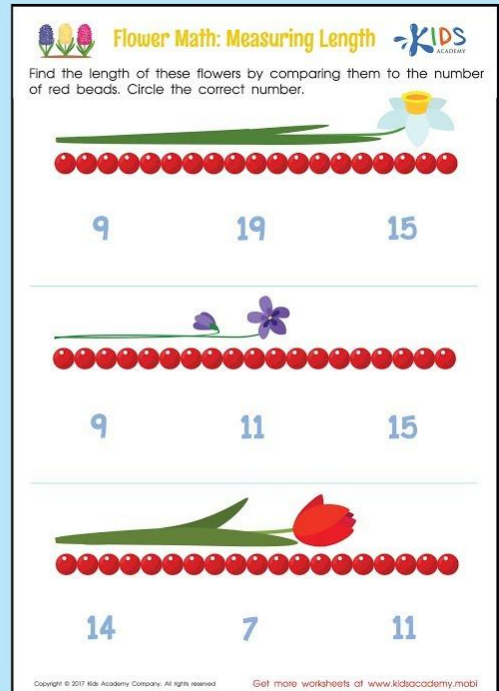 Flower Math: Measuring Length
KIDS
ACADEMY
Find the length of these flowers by comparing them to the number
of red beads. Circle the correct number.
9 19 15
9 11 15
14 7 11
Copyright © 2017 Kids Academy Company. All rights reserved
Get more worksheets at www.kidsacademy.mobi